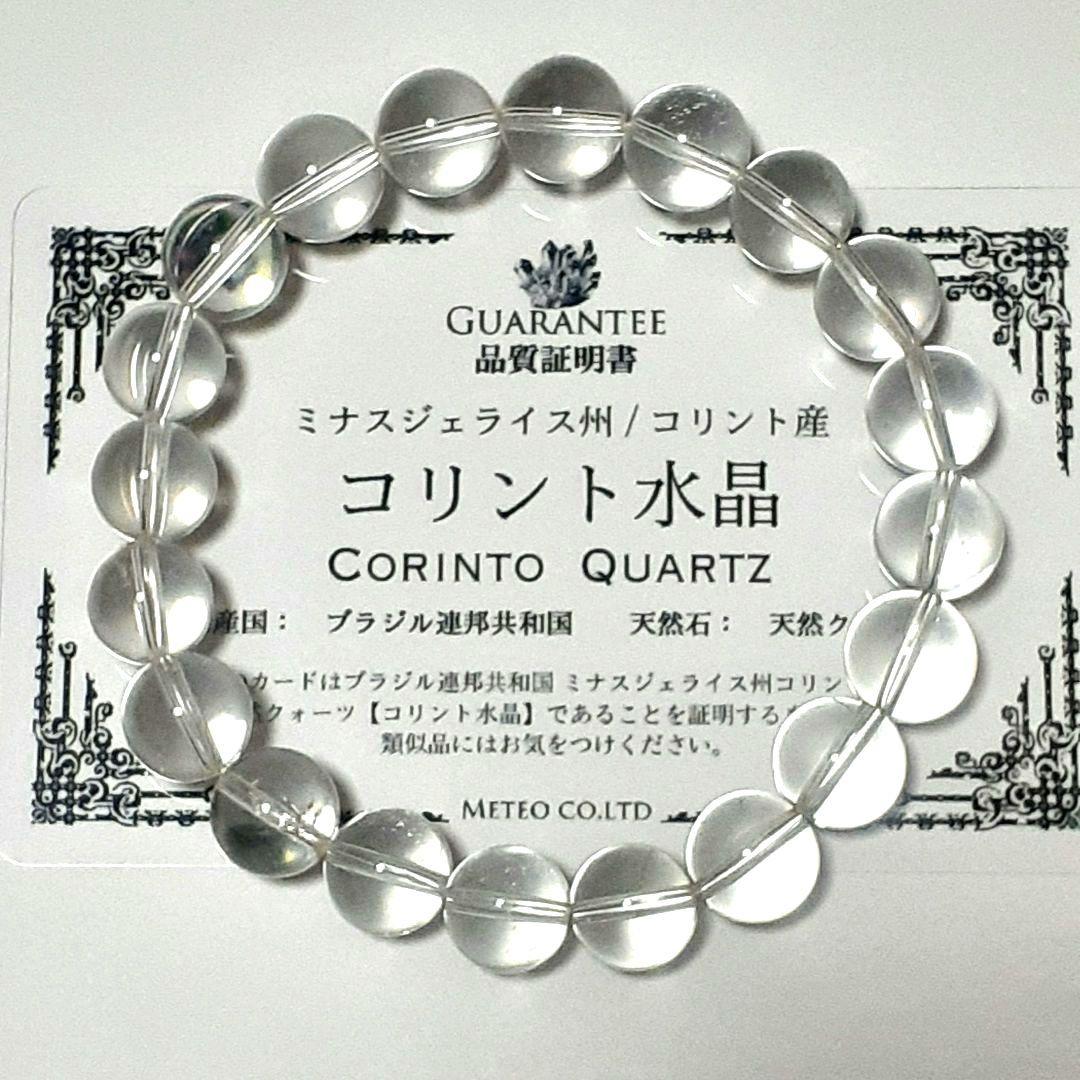 GUARANTEE
品質証明書
ミナスジェライス州 / コリント産
コリント水晶
CORINTO QUARTZ
産国： ブラジル連邦共和国 天然石： 天然ク
カードはブラジル連邦共和国 ミナスジェライス州コリン
クォーツ【コリント水晶】であることを証明する
類似品にはお気をつけください。
METEO CO.LTD